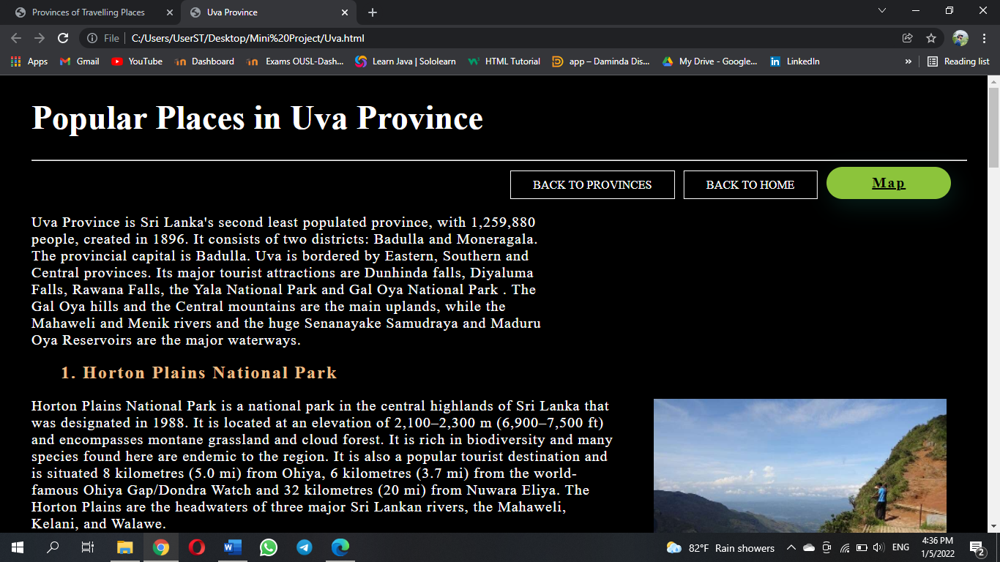 Provinces of Travelling Places
Uva Province
File
C:/Users/UserST/Desktop/Mini%20Project/Uva.html
Apps
Gmail
YouTube
Dashboard
Exams OUSL-Dash...
Learn Java | Sololearn
HTML Tutorial
app – Daminda Dis...
My Drive - Google...
LinkedIn
»
Reading list
Popular Places in Uva Province
BACK TO PROVINCES
BACK TO HOME
Map
Uva Province is Sri Lanka's second least populated province, with 1,259,880
people, created in 1896. It consists of two districts: Badulla and Moneragala.
The provincial capital is Badulla. Uva is bordered by Eastern, Southern and
Central provinces. Its major tourist attractions are Dunhinda falls, Diyaluma
Falls, Rawana Falls, the Yala National Park and Gal Oya National Park . The
Gal Oya hills and the Central mountains are the main uplands, while the
Mahaweli and Menik rivers and the huge Senanayake Samudraya and Maduru
Oya Reservoirs are the major waterways.
1. Horton Plains National Park
Horton Plains National Park is a national park in the central highlands of Sri Lanka that
was designated in 1988. It is located at an elevation of 2,100–2,300 m (6,900–7,500 ft)
and encompasses montane grassland and cloud forest. It is rich in biodiversity and many
species found here are endemic to the region. It is also a popular tourist destination and
is situated 8 kilometres (5.0 mi) from Ohiya, 6 kilometres (3.7 mi) from the world-
famous Ohiya Gap/Dondra Watch and 32 kilometres (20 mi) from Nuwara Eliya. The
Horton Plains are the headwaters of three major Sri Lankan rivers, the Mahaweli,
Kelani, and Walawe.
82°F Rain showers
ENG
4:36 PM
1/5/2022
2